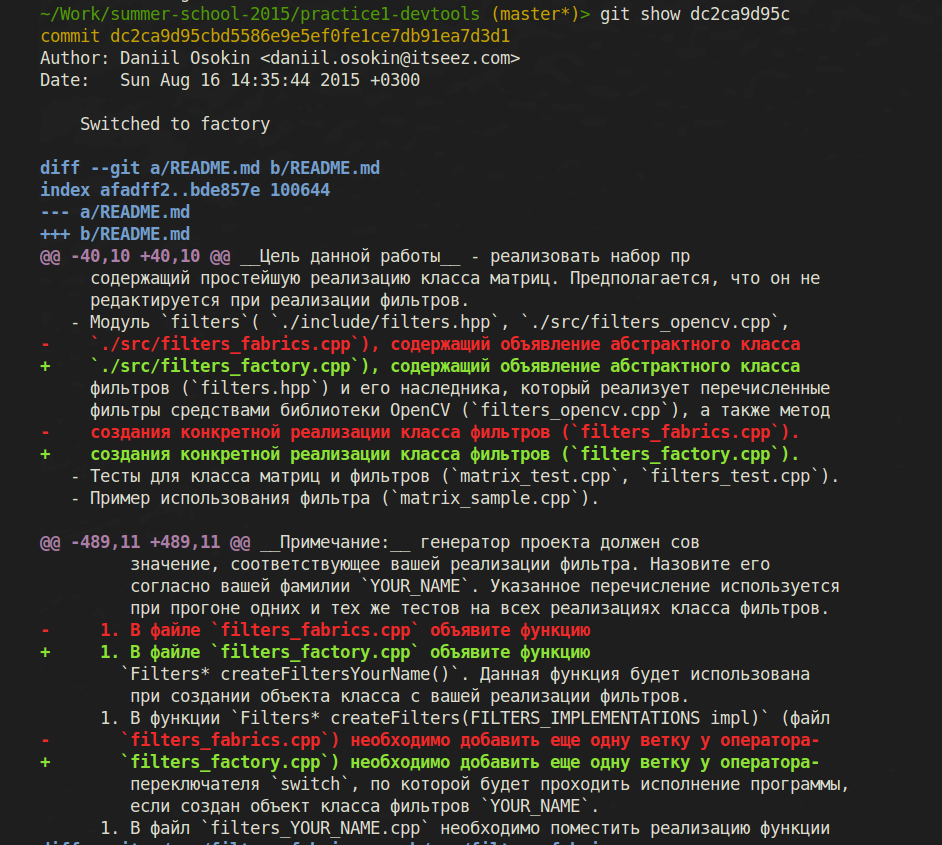 ~/Work/summer-school-2015/practice1-devtools (master*)> git show dc2ca9d95c
commit dc2ca9d95cbd5586e9e5ef0fe1ce7db91ea7d3d1
Author: Daniil Osokin <daniil.osokin@itseez.com>
Date:   Sun Aug 16 14:35:44 2015 +0300
    Switched to factory
diff --git a/README.md b/README.md
index afadff2..bde857e 100644
--- a/README.md
+++ b/README.md
@@ -40,10 +40,10 @@ __Цель данной работы__ - реализовать набор пр
     содержащий простейшую реализацию класса матриц. Предполагается, что он не
     редактируется при реализации фильтров.
   - Модуль `filters`( `./include/filters.hpp`, `./src/filters_opencv.cpp`,
-    `./src/filters_fabrics.cpp`), содержащий объявление абстрактного класса
+    `./src/filters_factory.cpp`), содержащий объявление абстрактного класса
     фильтров (`filters.hpp`) и его наследника, который реализует перечисленные
     фильтры средствами библиотеки OpenCV (`filters_opencv.cpp`), а также метод
-    создания конкретной реализации класса фильтров (`filters_fabrics.cpp`).
+    создания конкретной реализации класса фильтров (`filters_factory.cpp`).
   - Тесты для класса матриц и фильтров (`matrix_test.cpp`, `filters_test.cpp`).
   - Пример использования фильтра (`matrix_sample.cpp`).
@@ -489,11 +489,11 @@ __Примечание:__ генератор проекта должен сов
         значение, соответствующее вашей реализации фильтра. Назовите его
         согласно вашей фамилии `YOUR_NAME`. Указанное перечисление используется
         при прогоне одних и тех же тестов на всех реализациях класса фильтров.
-     1. В файле `filters_fabrics.cpp` объявите функцию
+     1. В файле `filters_factory.cpp` объявите функцию
        `Filters* createFiltersYourName()`. Данная функция будет использована
         при создании объекта класса с вашей реализации фильтров.
      1. В функции `Filters* createFilters(FILTERS_IMPLEMENTATIONS impl)` (файл
-       `filters_fabrics.cpp`) необходимо добавить еще одну ветку у оператора-
+       `filters_factory.cpp`) необходимо добавить еще одну ветку у оператора-
         переключателя `switch`, по которой будет проходить исполнение программы,
         если создан объект класса фильтров `YOUR_NAME`.
      1. В файл `filters_YOUR_NAME.cpp` необходимо поместить реализацию функции